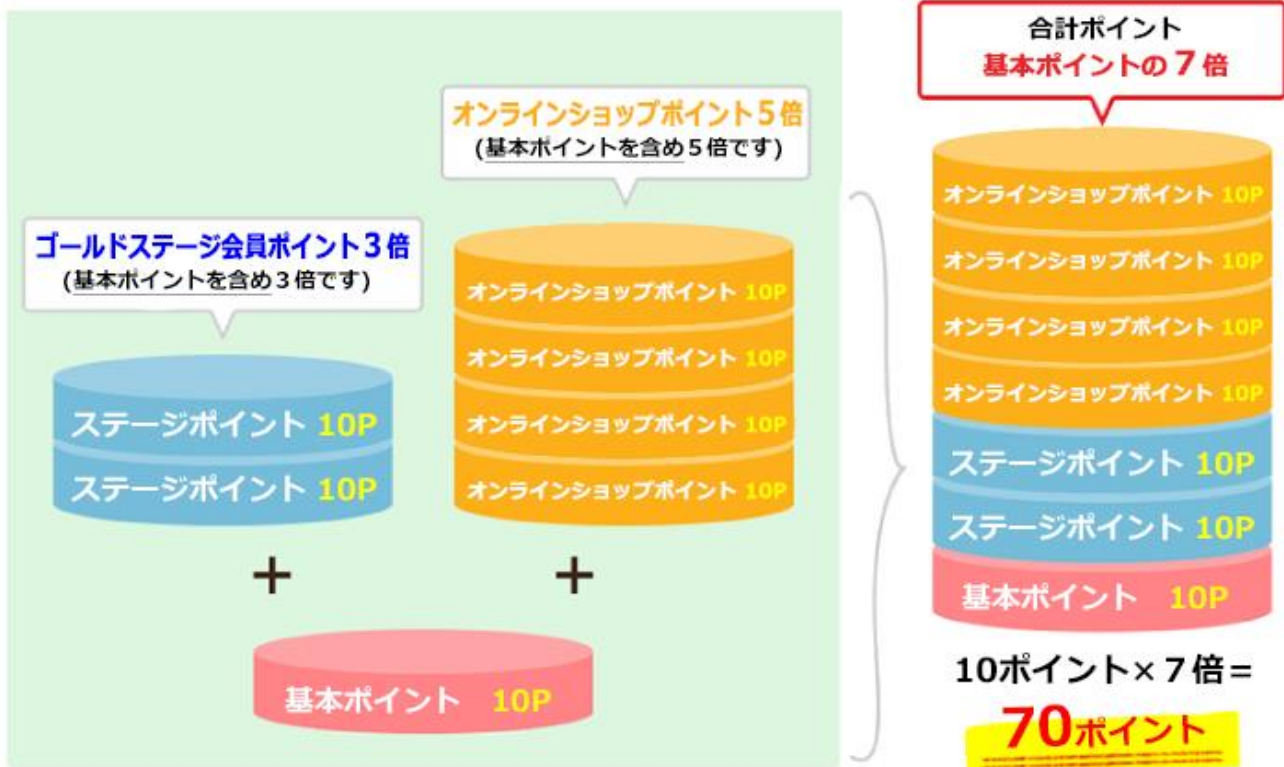 オンラインショップポイント5倍
(基本ポイントを含め5倍です)
ゴールドステージ会員ポイント3倍
(基本ポイントを含め3倍です)
オンラインショップポイント 10P
オンラインショップポイント 10P
オンラインショップポイント 10P
オンラインショップポイント 10P
ステージポイント 10P
ステージポイント 10P
+
+
基本ポイント 10P
合計ポイント
基本ポイントの7倍
オンラインショップポイント 10P
オンラインショップポイント 10P
オンラインショップポイント 10P
オンラインショップポイント 10P
ステージポイント 10P
ステージポイント 10P
基本ポイント 10P
10ポイント×7倍=
70ポイント